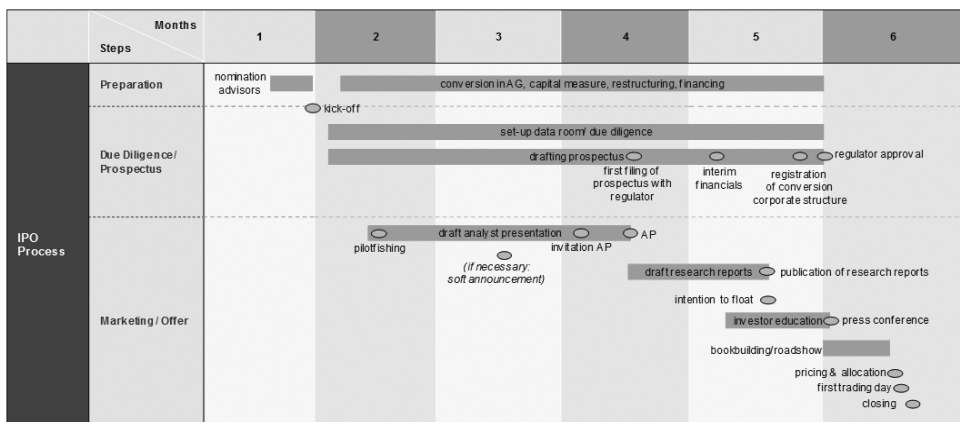 Months
Steps
1
2
3
4
5
6
IPO
Process
Preparation
nomination
advisors
conversion in AG, capital measure, restructuring, financing
kick-off
Due Diligence/
Prospectus
set-up data room/ due diligence
drafting prospectus
regulator approval
first filing of
prospectus with
regulator
interim
financials
registration
of conversion
corporate structure
Marketing / Offer
draft analyst presentation
AP
pilotfishing
invitation AP
(if necessary:
soft announcement)
draft research reports
publication of research reports
intention to float
investor education
press conference
bookbuilding/roadshow
pricing & allocation
first trading day
closing